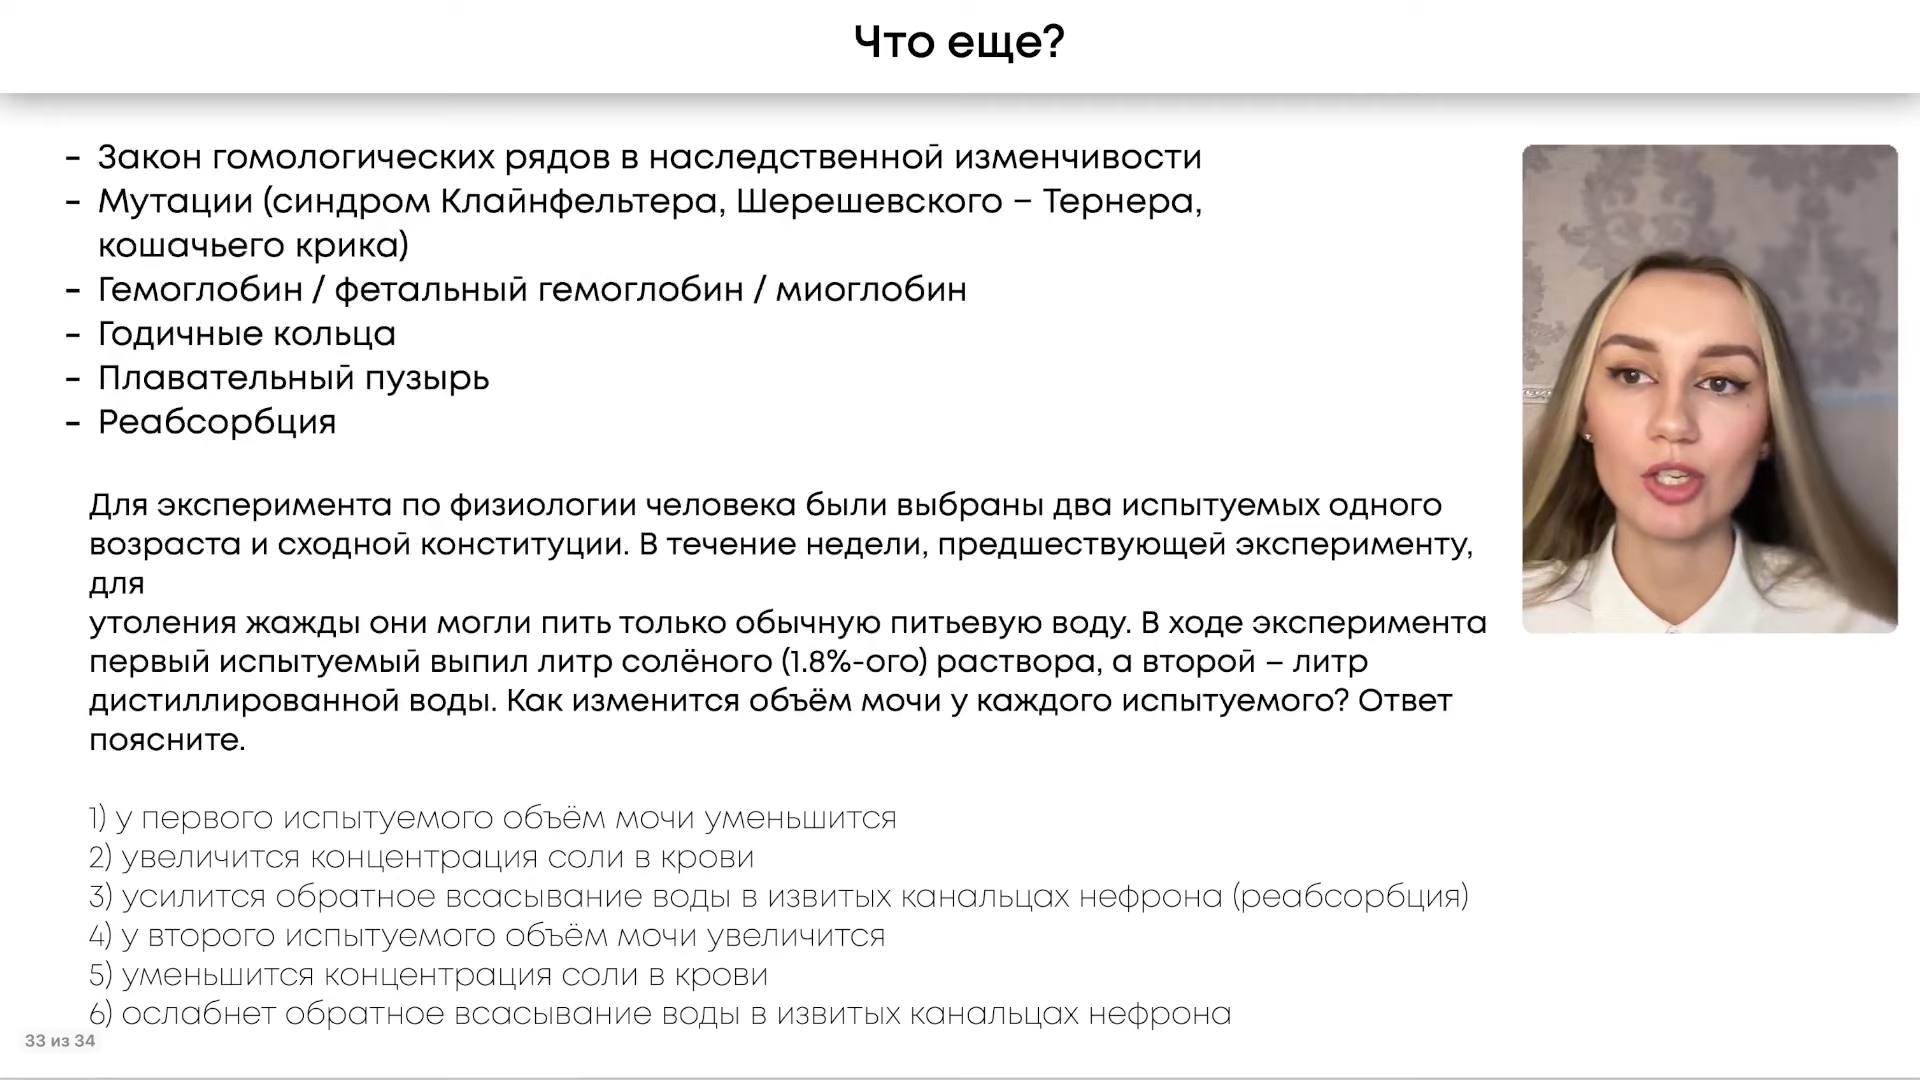 Что еще?
- Закон гомологических рядов в наследственной изменчивости
- Мутации (синдром Клайнфельтера, Шерешевского – Тернера,
кошачьего крика)
- Гемоглобин / фетальный гемоглобин / миоглобин
- Годичные кольца
- Плавательный пузырь
- Реабсорбция
Для эксперимента по физиологии человека были выбраны два испытуемых одного
возраста и сходной конституции. В течение недели, предшествующей эксперименту,
для
утоления жажды они могли пить только обычную питьевую воду. В ходе эксперимента
первый испытуемый выпил литр солёного (1.8%-ого) раствора, а второй – литр
дистиллированной воды. Как изменится объём мочи у каждого испытуемого? Ответ
поясните.
1) у первого испытуемого объём мочи уменьшится
2) увеличится концентрация соли в крови
3) усилится обратное всасывание воды в извитых канальцах нефрона (реабсорбция)
4) у второго испытуемого объём мочи увеличится
5) уменьшится концентрация соли в крови
6) ослабнет обратное всасывание воды в извитых канальцах нефрона
33 из 34